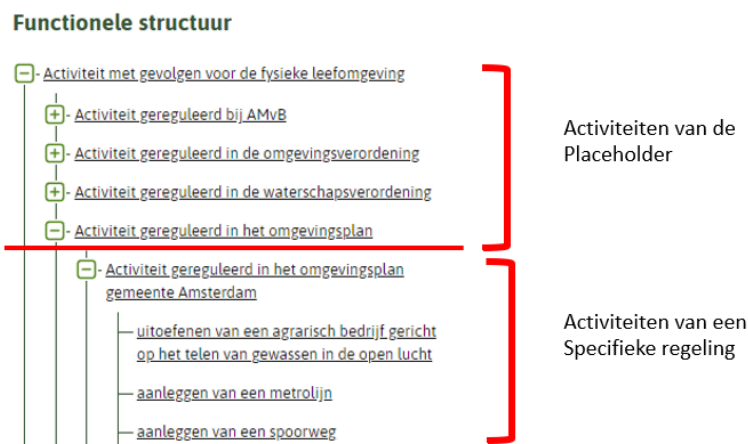 Functionele structuur
Activiteit met gevolgen voor de fysieke leefomgeving
Activiteit gereguleerd bij AMvB
Activiteit gereguleerd in de omgevingsverordening
Activiteit gereguleerd in de waterschapsverordening
Activiteit gereguleerd in het omgevingsplan
Activiteiten van de
Placeholder
Activiteit gereguleerd in het omgevingsplan
gemeente Amsterdam
uitoefenen van een agrarisch bedrijf gericht
op het telen van gewassen in de open lucht
aanleggen van een metrolijn
aanleggen van een spoorweg
Activiteiten van een
Specifieke regeling